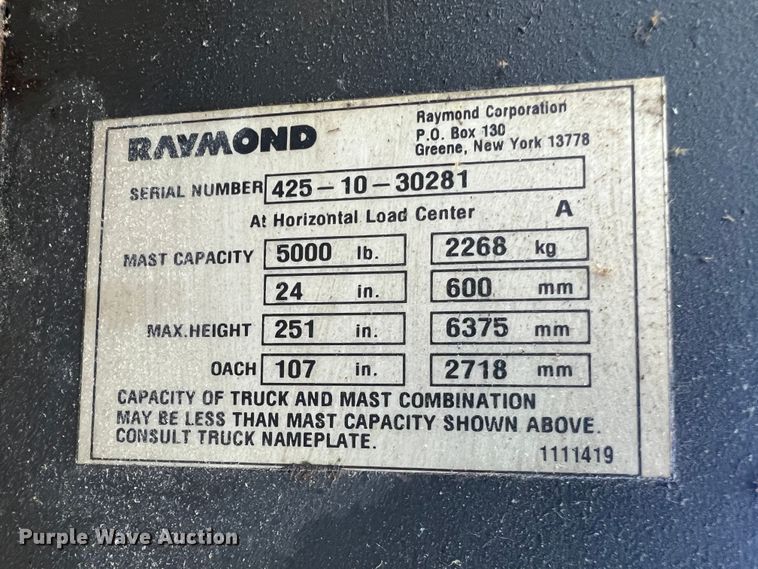 RAYMOND
Raymond Corporation
P.O. Box 130
Greene, New York 13778
SERIAL NUMBER 425-10-30281
At Horizontal Load Center A
MAST CAPACITY 5000 lb. 2268 kg
24 in. 600 mm
MAX.HEIGHT 251 in. 6375 mm
OACH 107 in. 2718 mm
CAPACITY OF TRUCK AND MAST COMBINATION
MAY BE LESS THAN MAST CAPACITY SHOWN ABOVE.
CONSULT TRUCK NAMEPLATE.
1111419
Purple Wave Auction